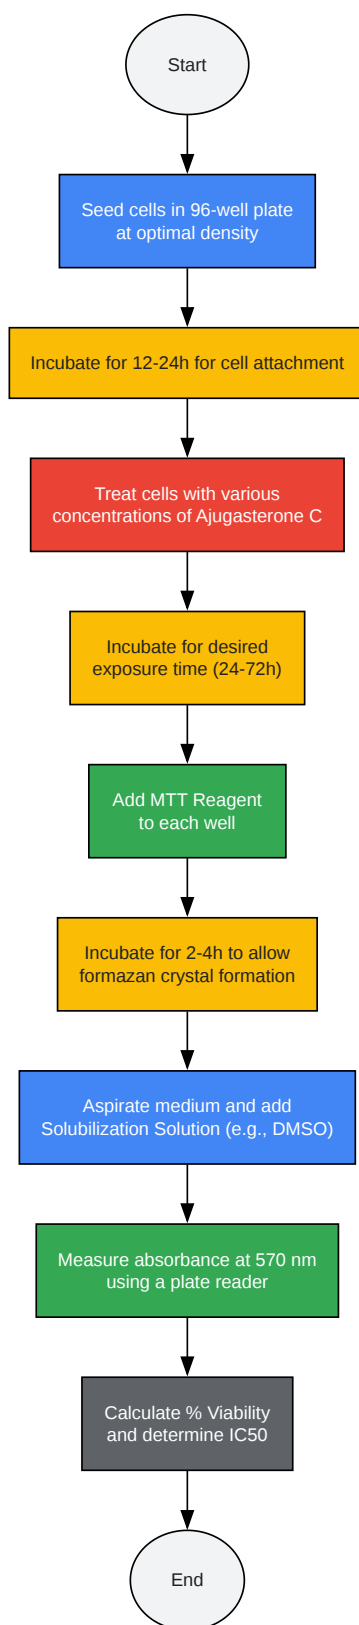 Start
Seed cells in 96-well plate
at optimal density
Incubate for 12-24h for cell attachment
Treat cells with various
concentrations of Ajugasterone C
Incubate for desired
exposure time (24-72h)
Add MTT Reagent
to each well
Incubate for 2-4h to allow
formazan crystal formation
Aspirate medium and add
Solubilization Solution (e.g., DMSO)
Measure absorbance at 570 nm
using a plate reader
Calculate % Viability
and determine IC50
End